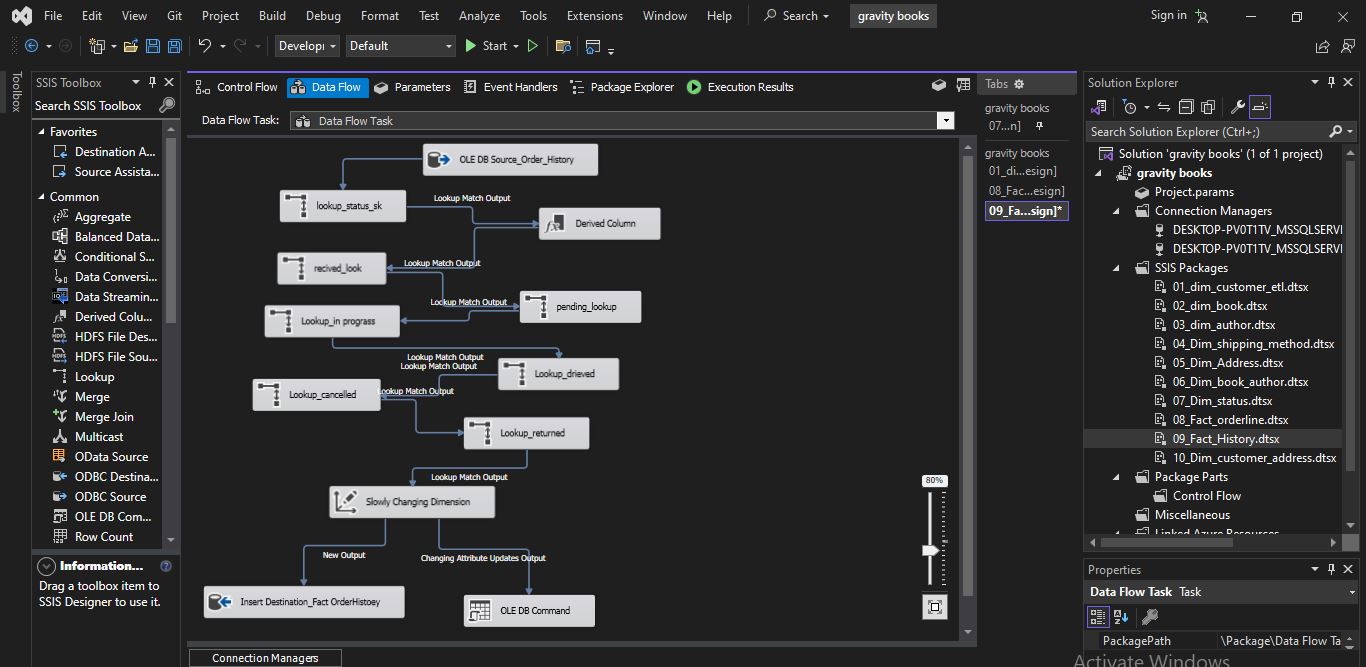 File Edit View Git Project Build Debug Format Test Analyze Tools Extensions Window Help Search gravity books Sign in
Developi Default Start
Toolbox
SSIS Toolbox
Search SSIS Toolbox
Favorites
Destination A...
Source Assista...
Common
Aggregate
Balanced Data...
Conditional S...
Data Conversi...
Data Streamin...
Derived Colu...
HDFS File Des...
HDFS File Sou...
Lookup
Merge
Merge Join
Multicast
OData Source
ODBC Destina...
ODBC Source
OLE DB Com...
Row Count
Information...
Drag a toolbox item to
SSIS Designer to use it.
Control Flow Data Flow Parameters Event Handlers Package Explorer Execution Results
Data Flow Task: Data Flow Task
OLE DB Source_Order_History
lookup_status_sk
Lookup Match Output
Derived Column
recived_look
Lookup Match Output
Lookup Match Output
pending_lookup
Lookup_in prograss
Lookup Match Output
Lookup Match Output
Lookup_drieved
Lookup_cancelled
Lookup Match Output
Lookup_returned
Lookup Match Output
Slowly Changing Dimension
New Output
Changing Attribute Updates Output
Insert Destination_Fact OrderHistoey
OLE DB Command
80%
Connection Managers
Tabs
gravity books
07...n]
gravity books
01_di...esign]
08_Fac...esign]
09_Fa...sign]*
Solution Explorer
Search Solution Explorer (Ctrl+;)
Solution 'gravity books' (1 of 1 project)
gravity books
Project.params
Connection Managers
DESKTOP-PV0T1TV_MSSQLSERVI
DESKTOP-PV0T1TV_MSSQLSERVI
SSIS Packages
01_dim_customer_etl.dtsx
02_dim_book.dtsx
03_dim_author.dtsx
04_Dim_shipping_method.dtsx
05_Dim_Address.dtsx
06_Dim_book_author.dtsx
07_Dim_status.dtsx
08_Fact_orderline.dtsx
09_Fact_History.dtsx
10_Dim_customer_address.dtsx
Package Parts
Control Flow
Miscellaneous
Linked Azure Resources
Properties
Data Flow Task Task
PackagePath \Package\Data Flow Ta
Activate Windows